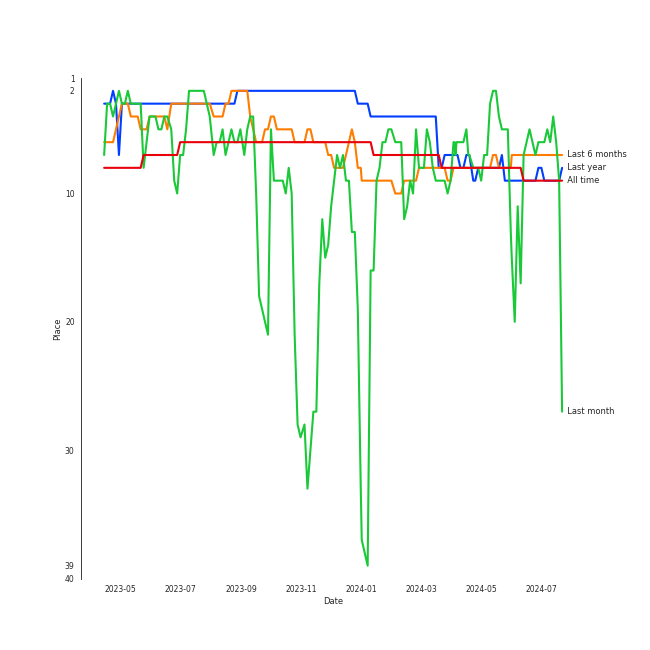 1
2
10
20
30
39
40
Place
Last 6 months
Last year
All time
Last month
2023-05 2023-07 2023-09 2023-11 2024-01 2024-03 2024-05 2024-07
Date